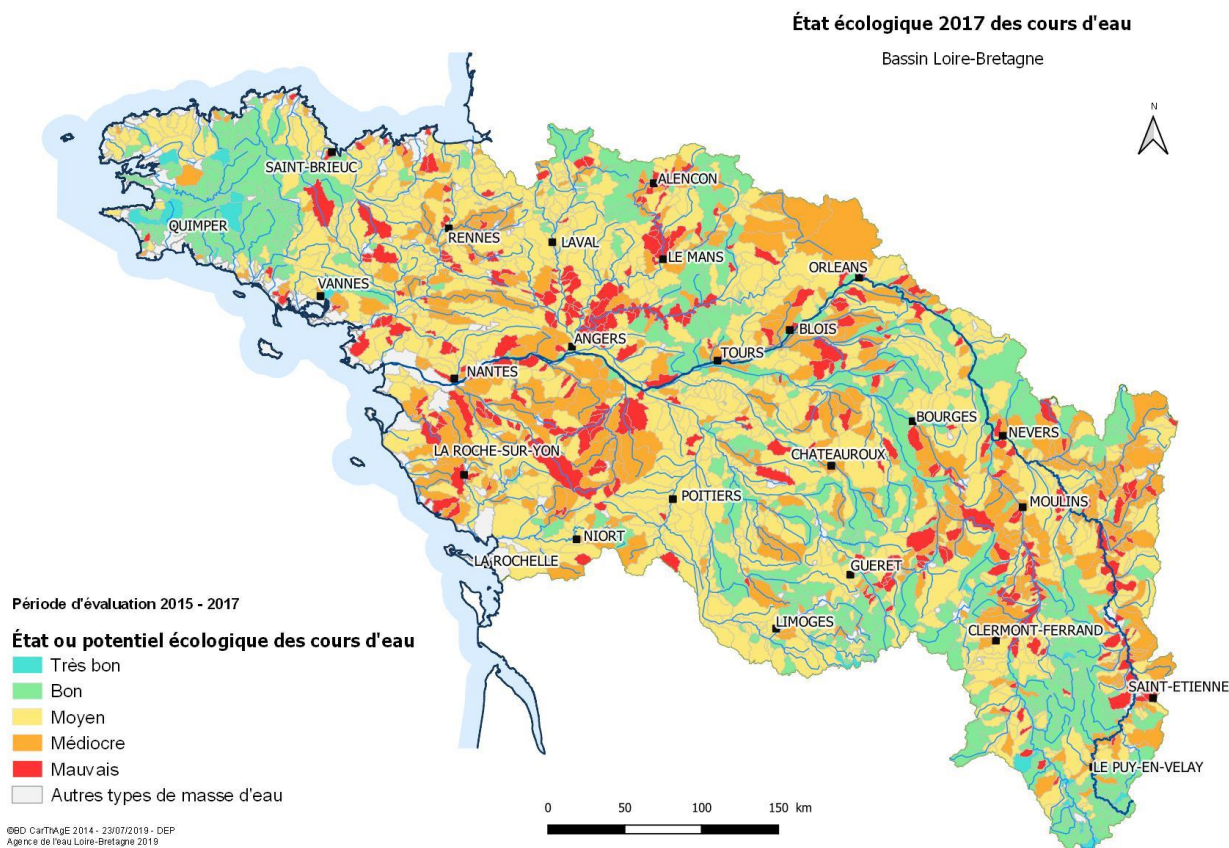 État écologique 2017 des cours d'eau
Bassin Loire-Bretagne
N
SAINT-BRIEUC
ALENCON
QUIMPER
RENNES
LAVAL
LE MANS
ORLEANS
VANNES
BLOIS
ANGERS
TOURS
NANTES
BOURGES
NEVERS
LA ROCHE-SUR-YON
CHATEAUROUX
POITIERS
MOULINS
NIORT
LA ROCHELLE
GUERET
LIMOGES
CLERMONT-FERRAND
SAINT-ETIENNE
LE PUY-EN-VELAY
Période d'évaluation 2015 - 2017
État ou potentiel écologique des cours d'eau
Très bon
Bon
Moyen
Médiocre
Mauvais
Autres types de masse d'eau
0 50 100 150 km
©BD CarThAgE 2014 - 23/07/2019 - DEP
Agence de l'eau Loire-Bretagne 2019